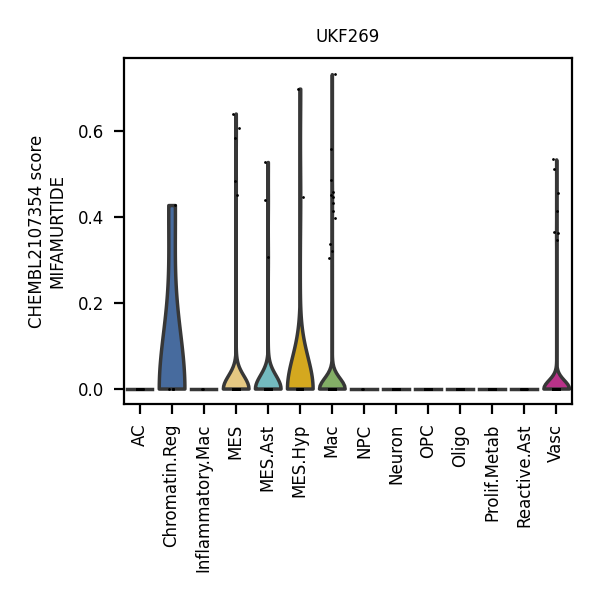 UKF269
CHEMBL2107354 score
MIFAMURTIDE
0.6
0.4
0.2
0.0
AC
Chromatin.Reg
Inflammatory.Mac
MES
MES.Ast
MES.Hyp
Mac
NPC
Neuron
OPC
Oligo
Prolif.Metab
Reactive.Ast
Vasc